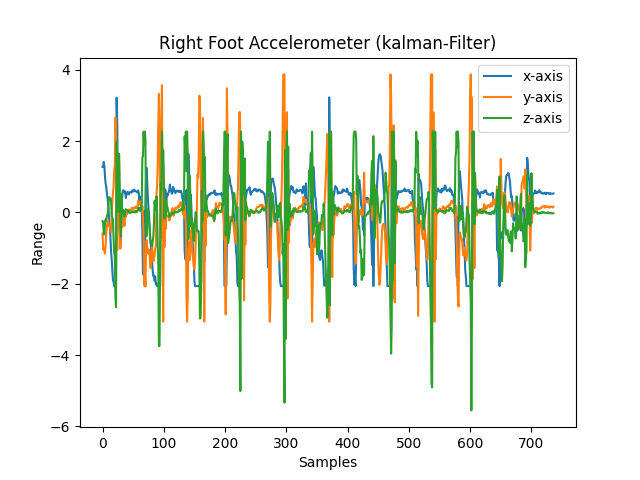 Right Foot Accelerometer (kalman-Filter)
x-axis
y-axis
z-axis
Range
4
2
0
−2
−4
−6
0 100 200 300 400 500 600 700
Samples